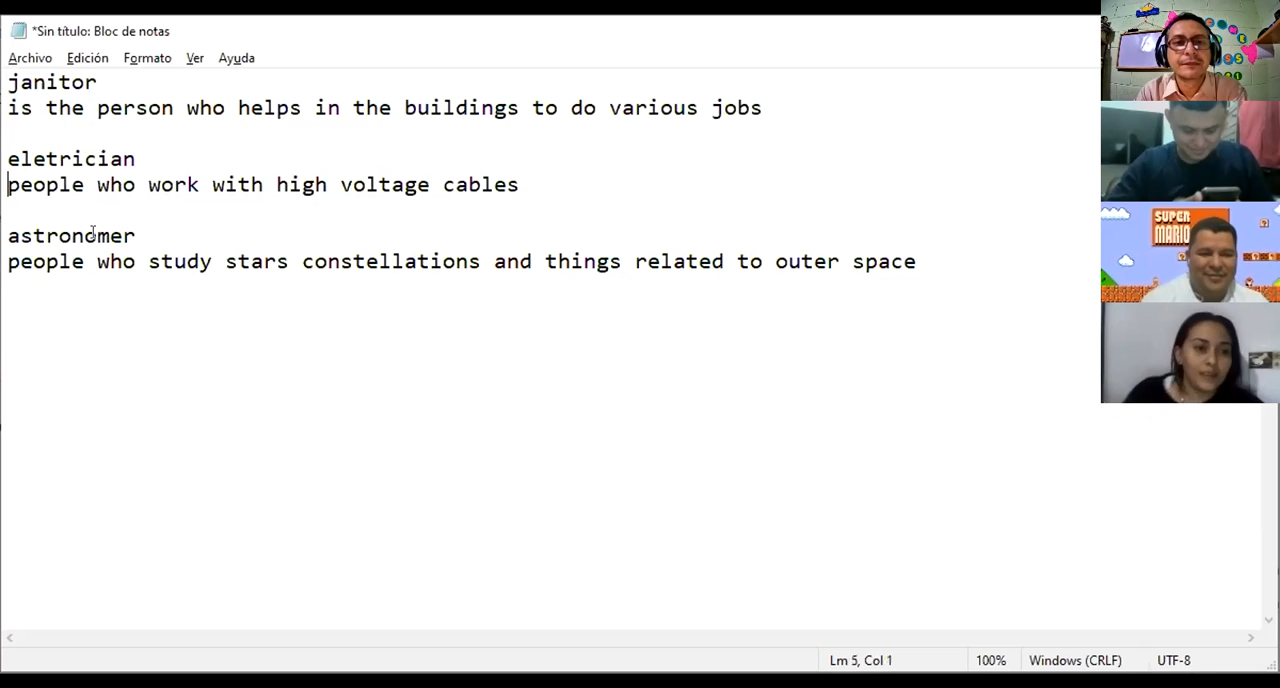 *Sin título: Bloc de notas
Archivo Edición Formato Ver Ayuda
janitor
is the person who helps in the buildings to do various jobs
eletrician
people who work with high voltage cables
astronomer
people who study stars constellations and things related to outer space
SUPER
MARIO
Lm 5, Col 1 100% Windows (CRLF) UTF-8